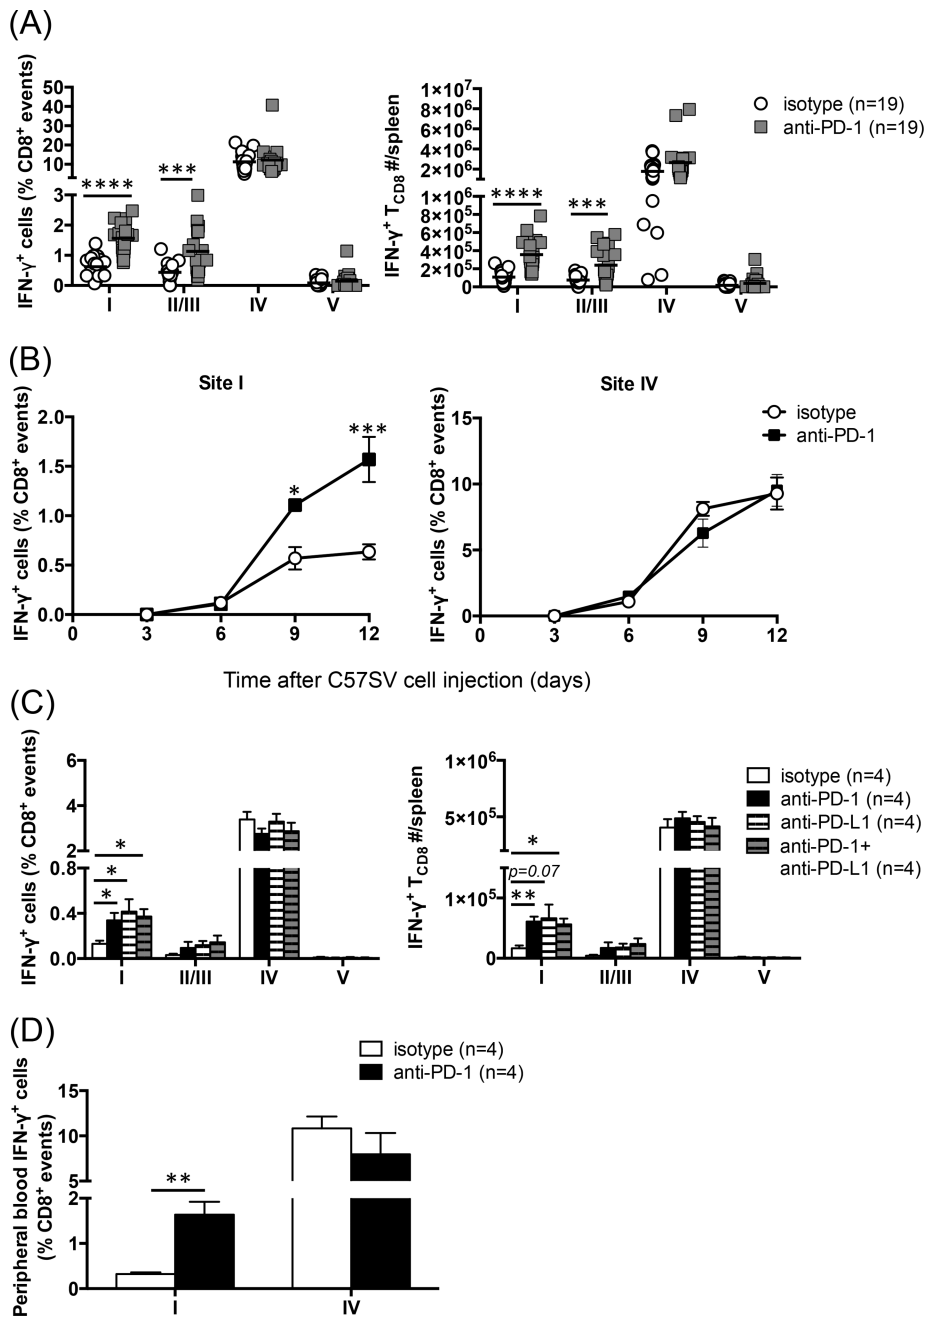 (A)
IFN-γ⁺ cells (% CD8⁺ events)
50
40
30
20
10
3
2
1
0
****
***
I
II/III
IV
V
IFN-γ⁺ T_CD8 #/spleen
1×10⁷
8×10⁶
6×10⁶
4×10⁶
2×10⁶
1×10⁶
8×10⁵
6×10⁵
4×10⁵
2×10⁵
0
****
***
I
II/III
IV
V
isotype (n=19)
anti-PD-1 (n=19)
(B)
Site I
IFN-γ⁺ cells (% CD8⁺ events)
2.0
1.5
1.0
0.5
0.0
*
***
0
3
6
9
12
Site IV
IFN-γ⁺ cells (% CD8⁺ events)
15
10
5
0
0
3
6
9
12
isotype
anti-PD-1
Time after C57SV cell injection (days)
(C)
IFN-γ⁺ cells (% CD8⁺ events)
6
4
2
0.8
0.4
0.0
*
*
*
I
II/III
IV
V
IFN-γ⁺ T_CD8 #/spleen
1×10⁶
5×10⁵
1×10⁵
0
*
p=0.07
**
I
II/III
IV
V
isotype (n=4)
anti-PD-1 (n=4)
anti-PD-L1 (n=4)
anti-PD-1+
anti-PD-L1 (n=4)
(D)
Peripheral blood IFN-γ⁺ cells
(% CD8⁺ events)
isotype (n=4)
anti-PD-1 (n=4)
15
10
5
2
1
0
**
I
IV